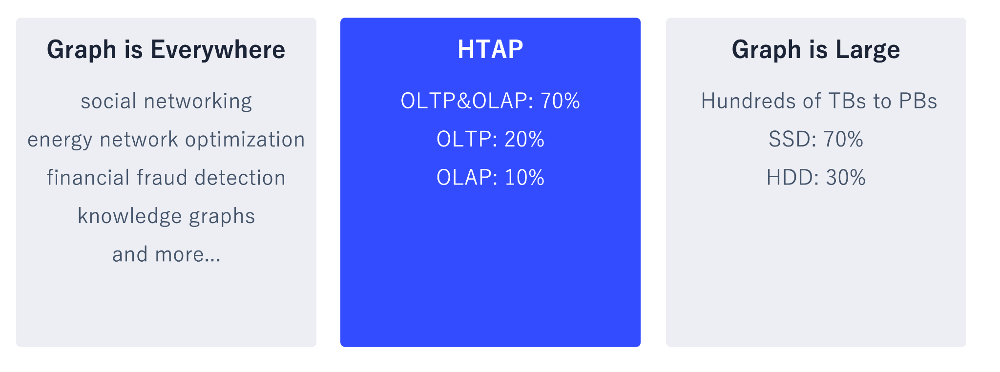 Graph is Everywhere
social networking
energy network optimization
financial fraud detection
knowledge graphs
and more...
HTAP
OLTP&OLAP: 70%
OLTP: 20%
OLAP: 10%
Graph is Large
Hundreds of TBs to PBs
SSD: 70%
HDD: 30%